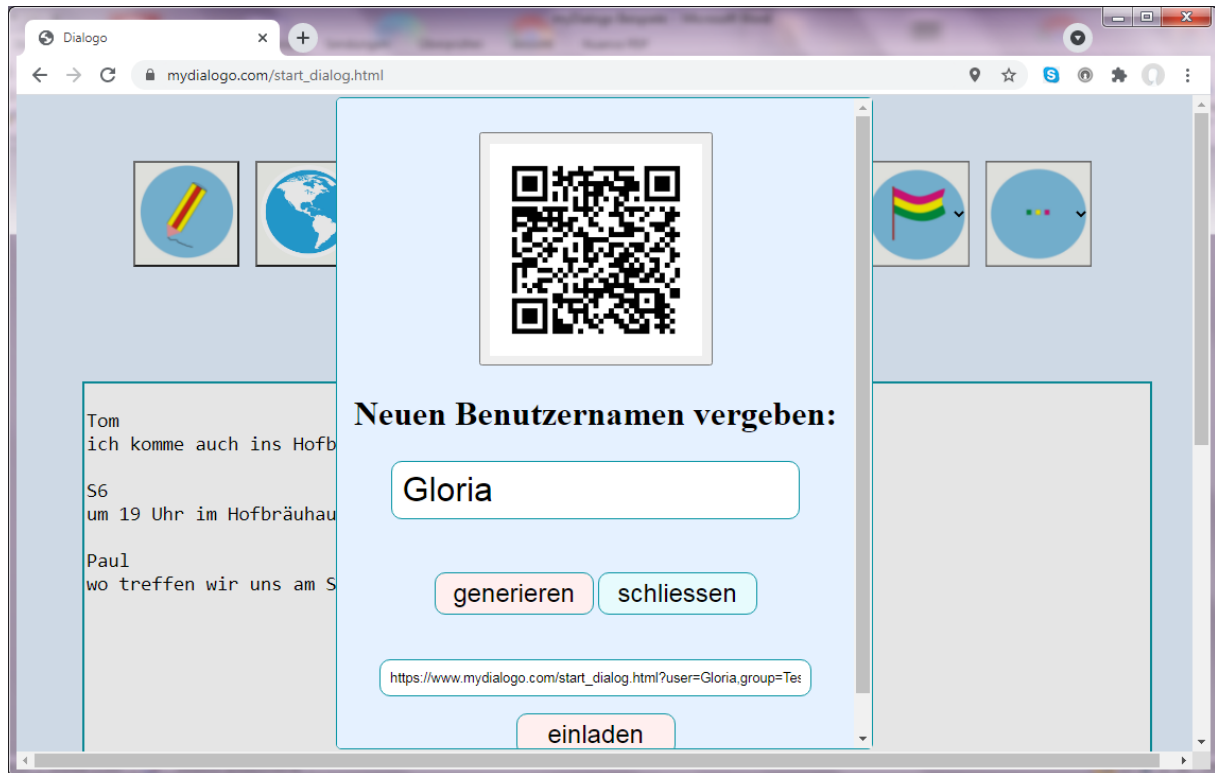 Dialogo
mydialogo.com/start_dialog.html
Neuen Benutzernamen vergeben:
Gloria
generieren schliessen
https://www.mydialogo.com/start_dialog.html?user=Gloria,group=Tes
einladen
Tom
ich komme auch ins Hofb
S6
um 19 Uhr im Hofbräuhau
Paul
wo treffen wir uns am S